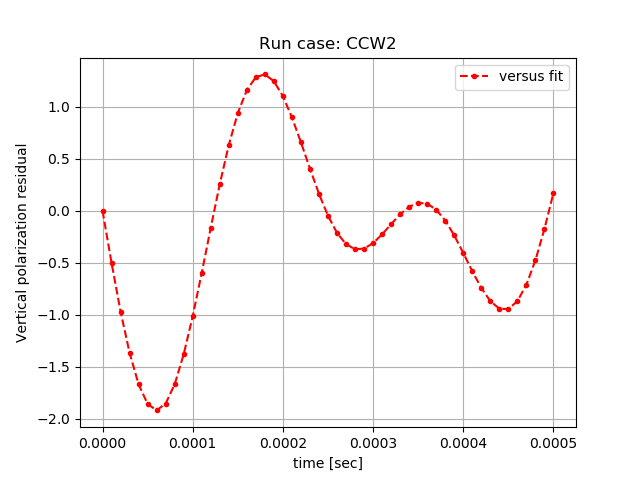 Run case: CCW2
versus fit
Vertical polarization residual
1.0
0.5
0.0
−0.5
−1.0
−1.5
−2.0
0.0000 0.0001 0.0002 0.0003 0.0004 0.0005
time [sec]